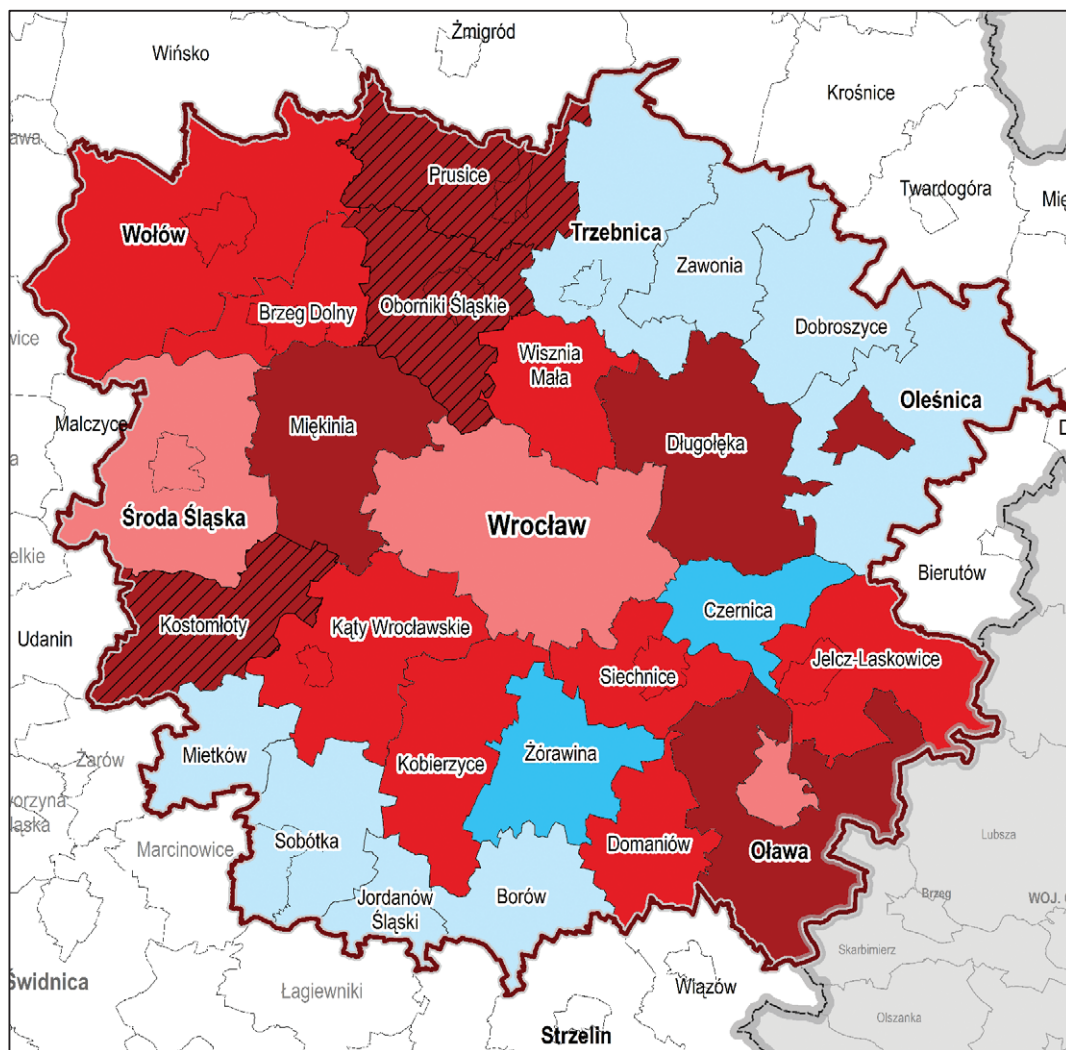 Żmigród
Wińsko
Krośnice
Twardogóra
Prusice
Wołów
Trzebnica
Zawonia
Brzeg Dolny
Oborniki Śląskie
Dobroszyce
Wisznia
Mała
Oleśnica
Malczyce
Miękinia
Długołęka
Środa Śląska
Wrocław
Bierutów
Czernica
Kostomłoty
Kąty Wrocławskie
Udanin
Siechnice
Jelcz-Laskowice
Mietków
Żarów
Kobierzyce
Żórawina
Marcinowice
Sobótka
Domaniów
Oława
Lubsza
Jordanów
Śląski
Borów
Brzeg
WOJ.
Skarbimierz
Świdnica
Łagiewniki
Wiązów
Olszanka
Strzelin